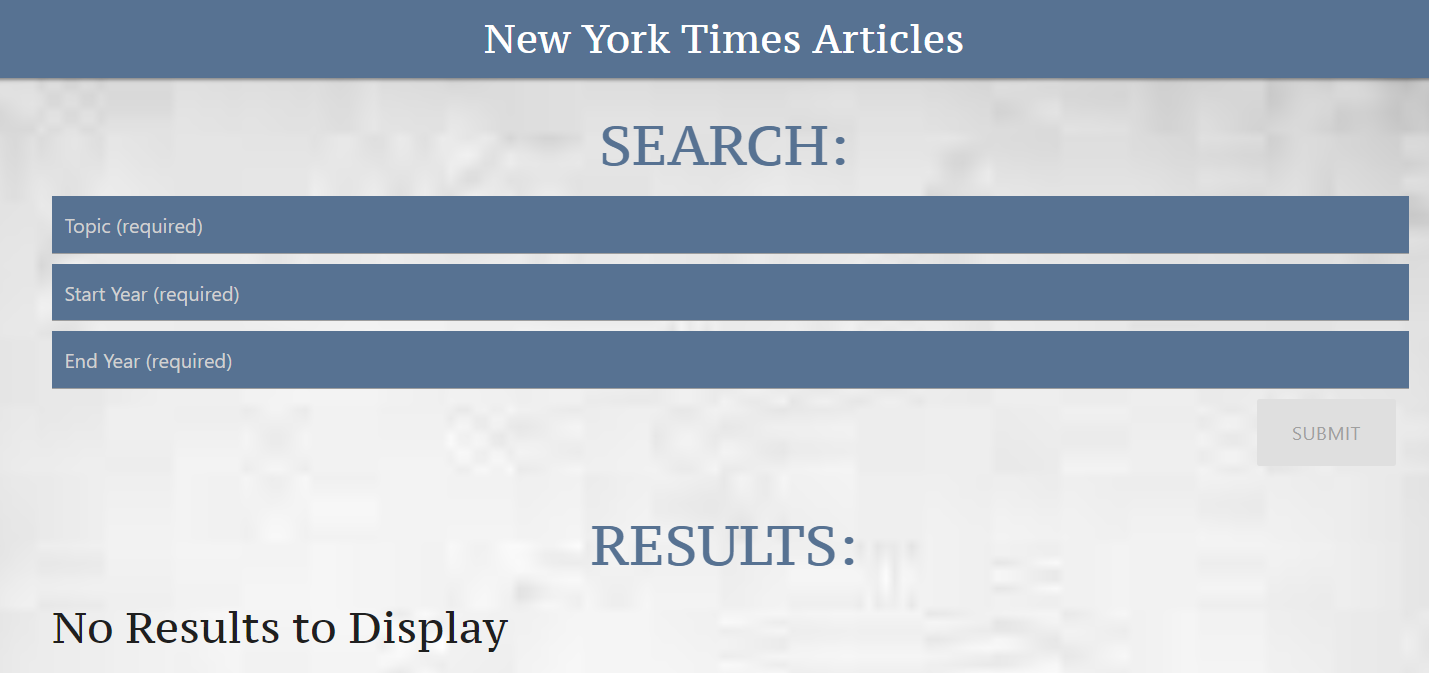 New York Times Articles
SEARCH:
Topic (required)
Start Year (required)
End Year (required)
SUBMIT
RESULTS:
No Results to Display